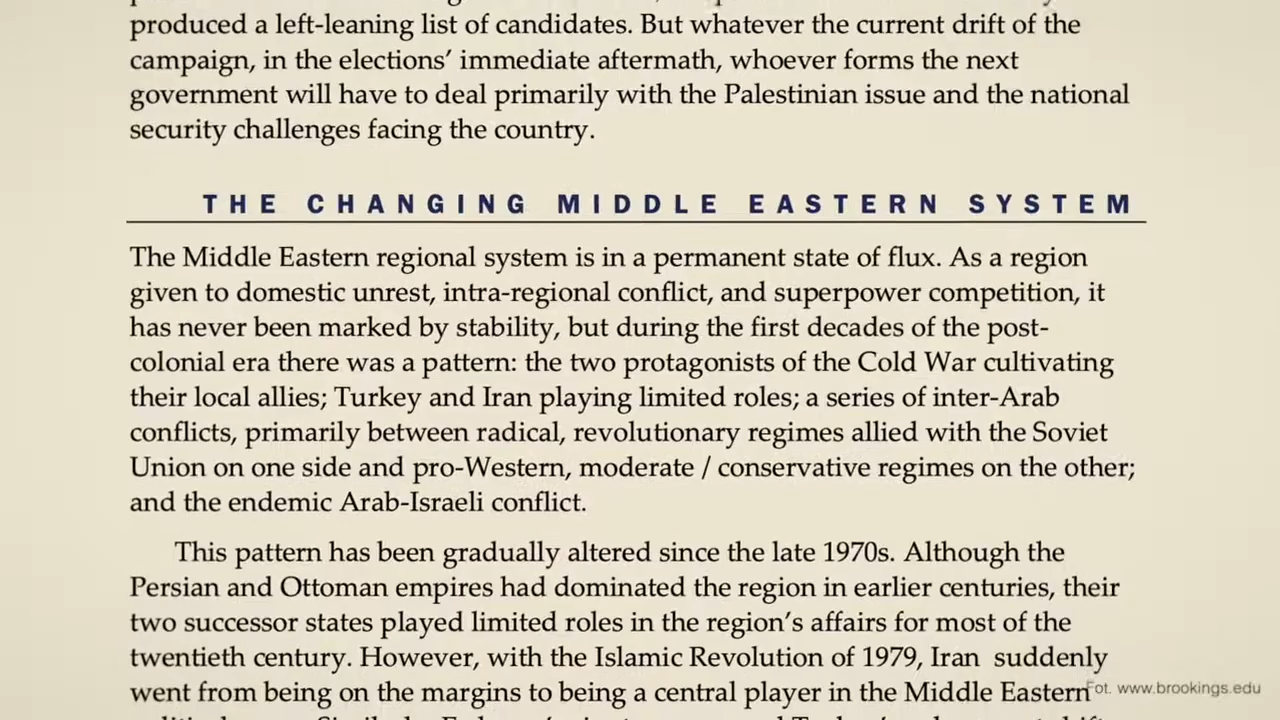 produced a left-leaning list of candidates. But whatever the current drift of the
campaign, in the elections’ immediate aftermath, whoever forms the next
government will have to deal primarily with the Palestinian issue and the national
security challenges facing the country.
THE CHANGING MIDDLE EASTERN SYSTEM
The Middle Eastern regional system is in a permanent state of flux. As a region
given to domestic unrest, intra-regional conflict, and superpower competition, it
has never been marked by stability, but during the first decades of the post-
colonial era there was a pattern: the two protagonists of the Cold War cultivating
their local allies; Turkey and Iran playing limited roles; a series of inter-Arab
conflicts, primarily between radical, revolutionary regimes allied with the Soviet
Union on one side and pro-Western, moderate / conservative regimes on the other;
and the endemic Arab-Israeli conflict.
This pattern has been gradually altered since the late 1970s. Although the
Persian and Ottoman empires had dominated the region in earlier centuries, their
two successor states played limited roles in the region’s affairs for most of the
twentieth century. However, with the Islamic Revolution of 1979, Iran suddenly
went from being on the margins to being a central player in the Middle Eastern
Fot. www.brookings.edu